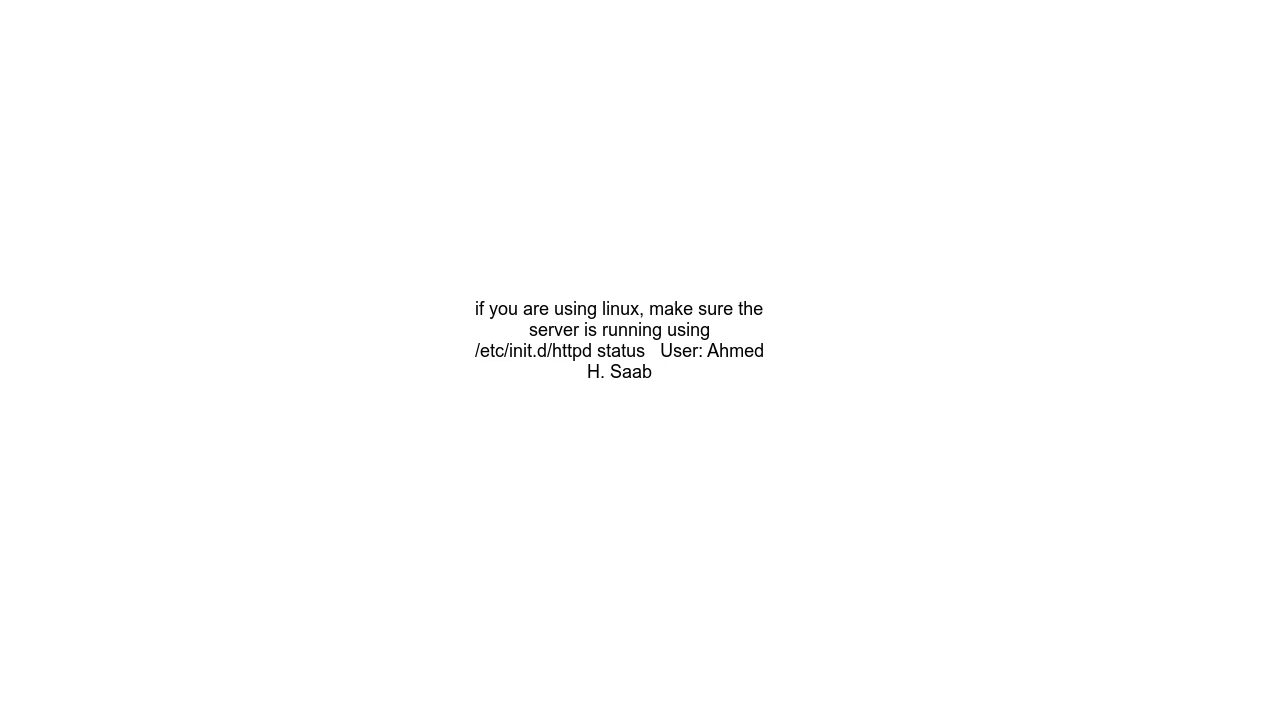 if you are using linux, make sure the
server is running using
/etc/init.d/httpd status   User: Ahmed
H. Saab